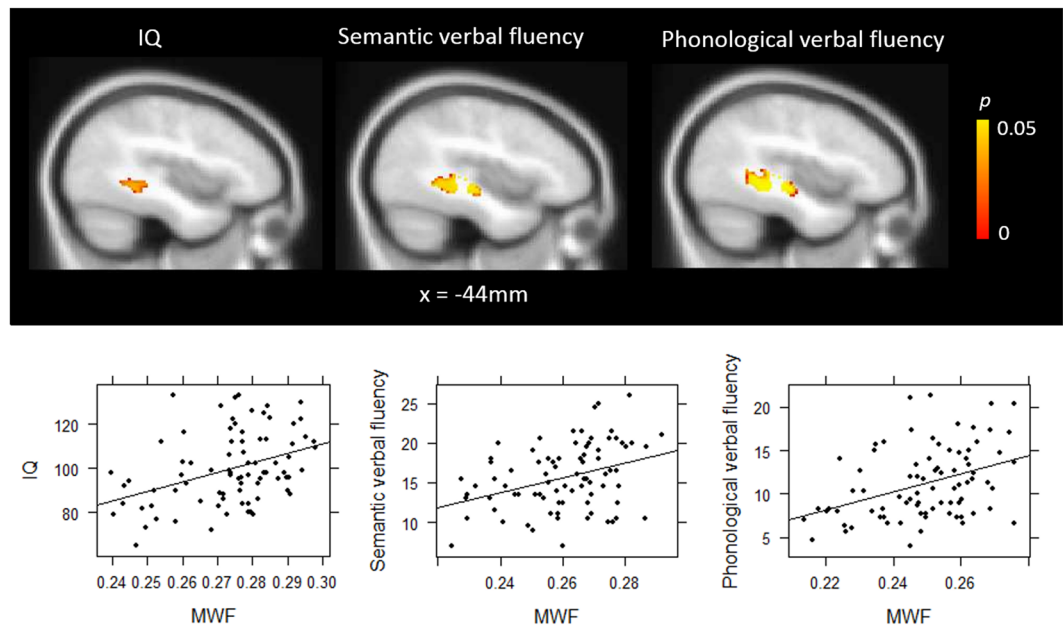 IQ
Semantic verbal fluency
Phonological verbal fluency
p
0.05
0
x = -44mm
IQ
120
100
80
0.24 0.25 0.26 0.27 0.28 0.29 0.30
MWF
Semantic verbal fluency
25
20
15
10
0.24 0.26 0.28
MWF
Phonological verbal fluency
20
15
10
5
0.22 0.24 0.26
MWF